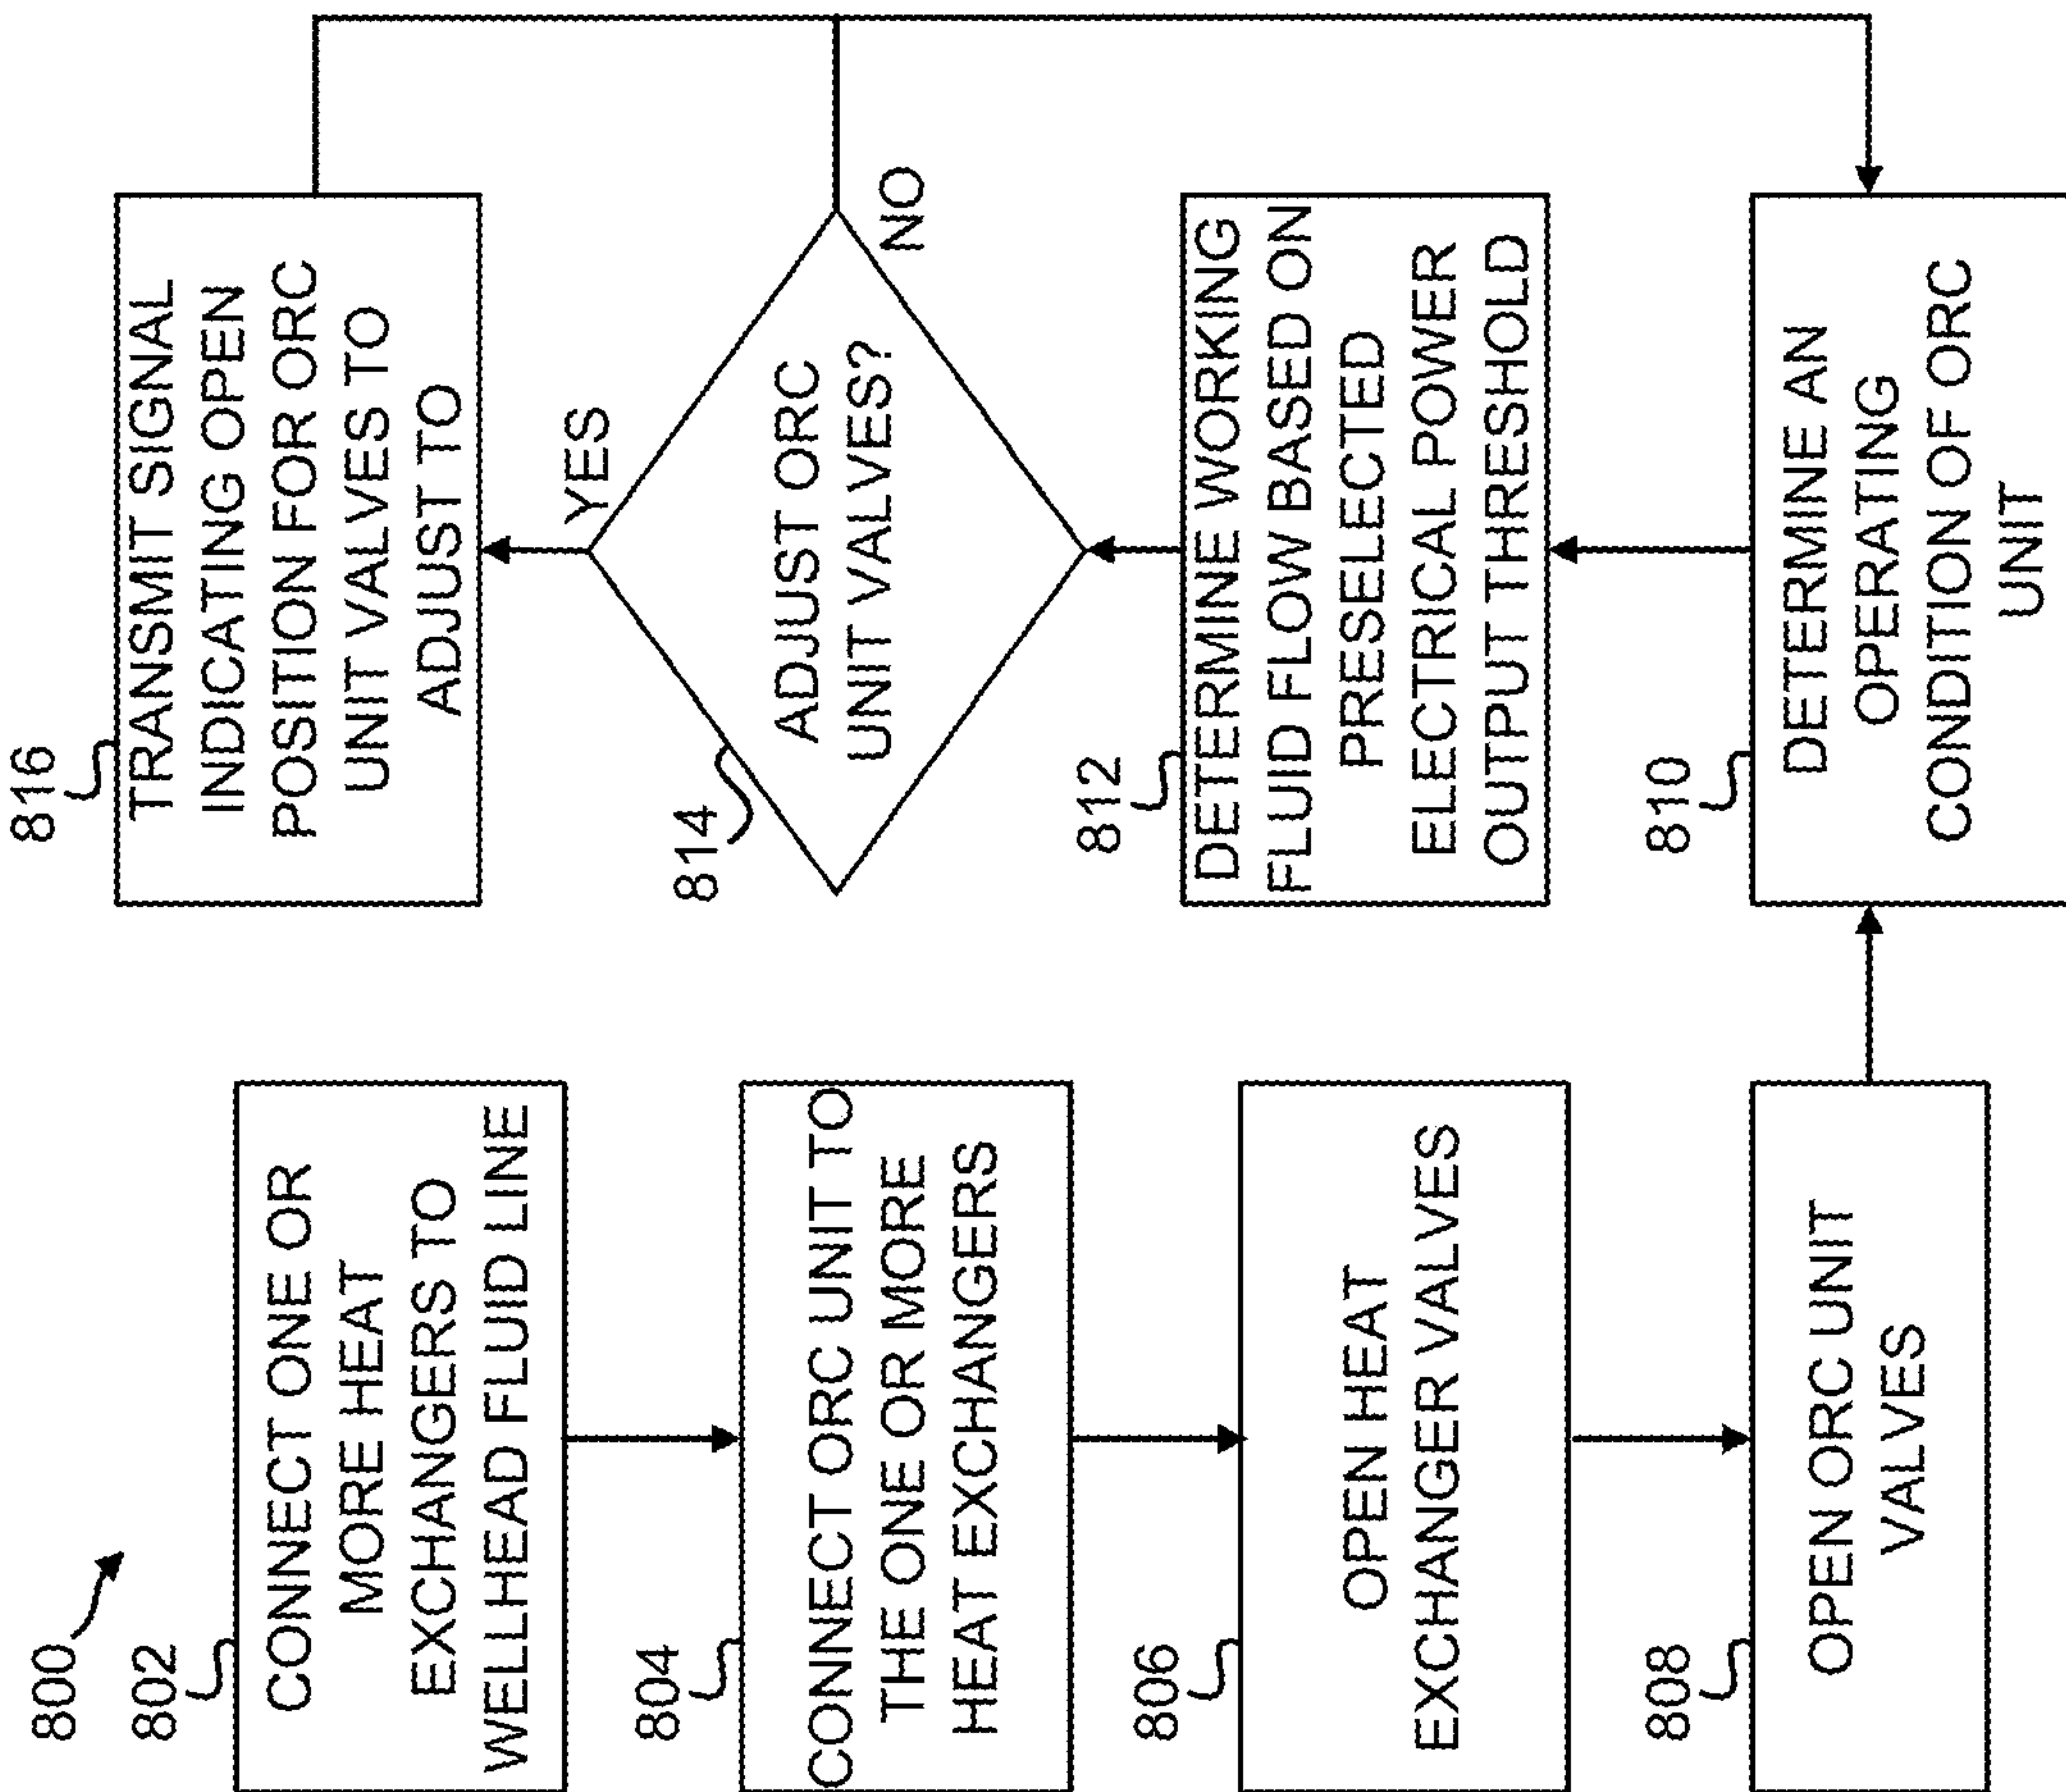 800
802
CONNECT ONE OR
MORE HEAT
EXCHANGERS TO
WELLHEAD FLUID LINE
804
CONNECT ORC UNIT TO
THE ONE OR MORE
HEAT EXCHANGERS
806
OPEN HEAT
EXCHANGER VALVES
808
OPEN ORC UNIT
VALVES
810
DETERMINE AN
OPERATING
CONDITION OF ORC
UNIT
812
DETERMINE WORKING
FLUID FLOW BASED ON
PRESELECTED
ELECTRICAL POWER
OUTPUT THRESHOLD
814
ADJUST ORC
UNIT VALVES?
YES
NO
816
TRANSMIT SIGNAL
INDICATING OPEN
POSITION FOR ORC
UNIT VALVES TO
ADJUST TO